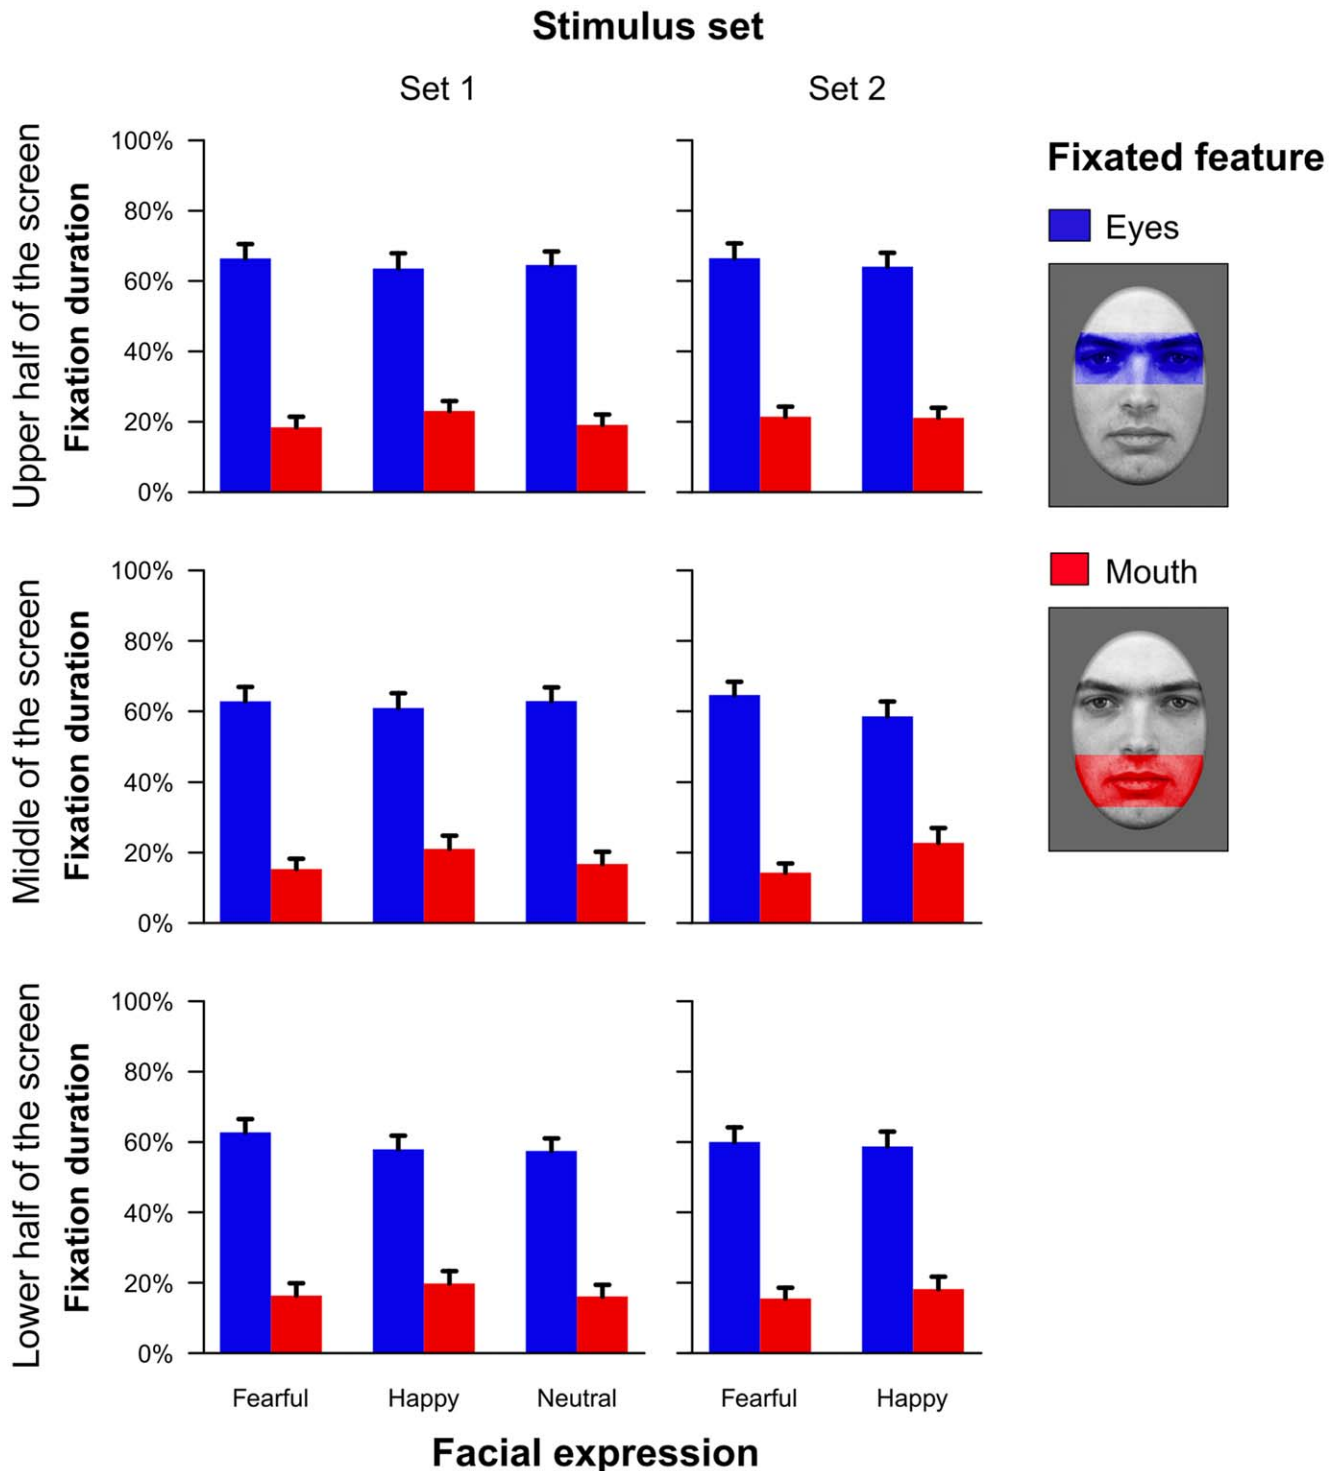 Stimulus set
Set 1
Set 2
Upper half of the screen
Fixation duration
100%
80%
60%
40%
20%
0%
Fixated feature
Eyes
Mouth
Middle of the screen
Fixation duration
100%
80%
60%
40%
20%
0%
Lower half of the screen
Fixation duration
100%
80%
60%
40%
20%
0%
Fearful
Happy
Neutral
Fearful
Happy
Facial expression